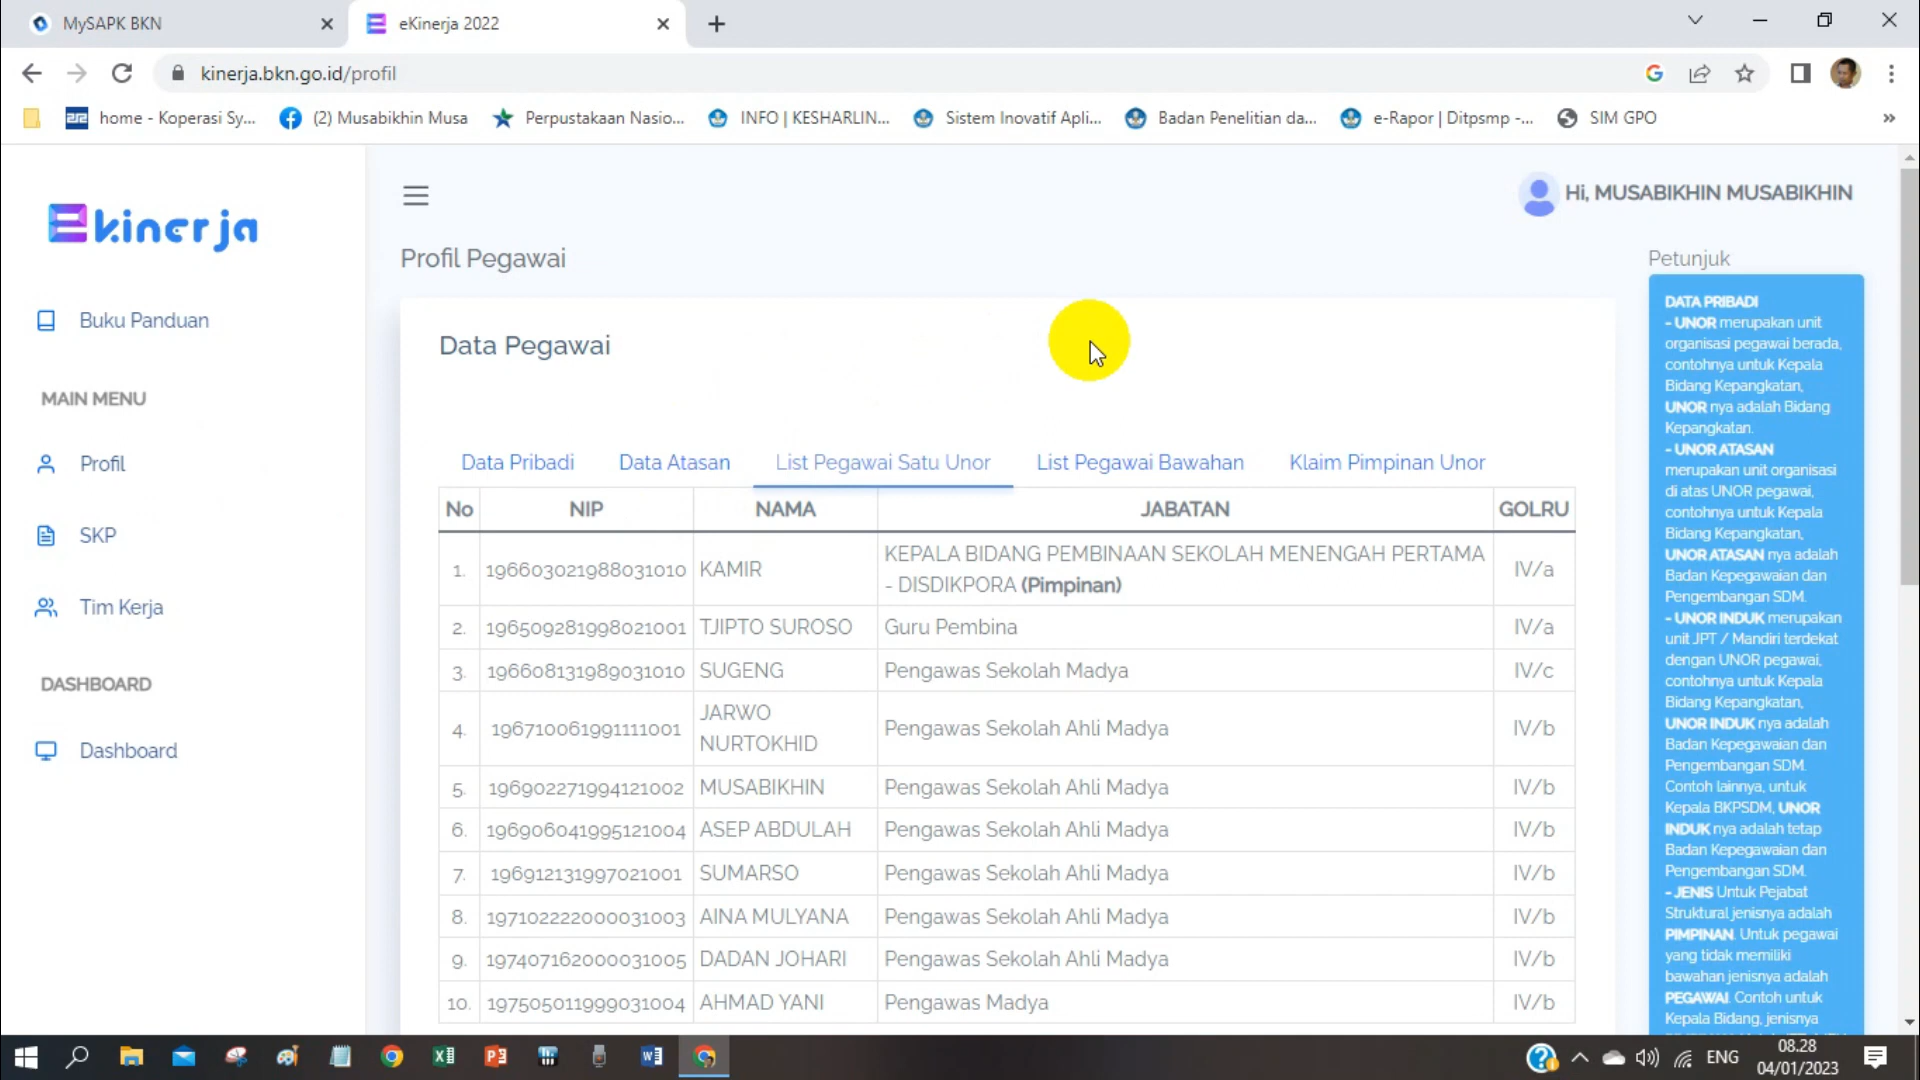 MySAPK BKN
eKinerja 2022
kinerja.bkn.go.id/profil
home - Koperasi Sy...
(2) Musabikhin Musa
Perpustakaan Nasio...
INFO | KESHARLIN...
Sistem Inovatif Apli...
Badan Penelitian da...
e-Rapor | Ditpsmp -...
SIM GPO
Ekinerja
Buku Panduan
MAIN MENU
Profil
SKP
Tim Kerja
DASHBOARD
Dashboard
Hi, MUSABIKHIN MUSABIKHIN
Profil Pegawai
Data Pegawai
Data Pribadi
Data Atasan
List Pegawai Satu Unor
List Pegawai Bawahan
Klaim Pimpinan Unor
No NIP NAMA JABATAN GOLRU
1. 196603021988031010 KAMIR KEPALA BIDANG PEMBINAAN SEKOLAH MENENGAH PERTAMA IV/a
- DISDIKPORA (Pimpinan)
2. 196509281998021001 TJIPTO SUROSO Guru Pembina IV/a
3. 196608131989031010 SUGENG Pengawas Sekolah Madya IV/c
4. 196710061991111001 JARWO Pengawas Sekolah Ahli Madya IV/b
NURTOKHID
5. 196902271994121002 MUSABIKHIN Pengawas Sekolah Ahli Madya IV/b
6. 196906041995121004 ASEP ABDULAH Pengawas Sekolah Ahli Madya IV/b
7. 196912131997021001 SUMARSO Pengawas Sekolah Ahli Madya IV/b
8. 197102222000031003 AINA MULYANA Pengawas Sekolah Ahli Madya IV/b
9. 197407162000031005 DADAN JOHARI Pengawas Sekolah Ahli Madya IV/b
10. 197505011999031004 AHMAD YANI Pengawas Madya IV/b
Petunjuk
DATA PRIBADI
- UNOR merupakan unit
organisasi pegawai berada,
contohnya untuk Kepala
Bidang Kepangkatan,
UNOR nya adalah Bidang
Kepangkatan.
- UNOR ATASAN
merupakan unit organisasi
di atas UNOR pegawai,
contohnya untuk Kepala
Bidang Kepangkatan,
UNOR ATASAN nya adalah
Badan Kepegawaian dan
Pengembangan SDM.
- UNOR INDUK merupakan
unit JPT / Mandiri terdekat
dengan UNOR pegawai,
contohnya untuk Kepala
Bidang Kepangkatan,
UNOR INDUK nya adalah
Badan Kepegawaian dan
Pengembangan SDM.
Contoh lainnya, untuk
Kepala BKPSDM, UNOR
INDUK nya adalah tetap
Badan Kepegawaian dan
Pengembangan SDM.
- JENIS Untuk Pejabat
Struktural jenisnya adalah
PIMPINAN. Untuk pegawai
yang tidak memiliki
bawahan jenisnya adalah
PEGAWAI. Contoh untuk
Kepala Bidang, jenisnya
ENG
08.28
04/01/2023